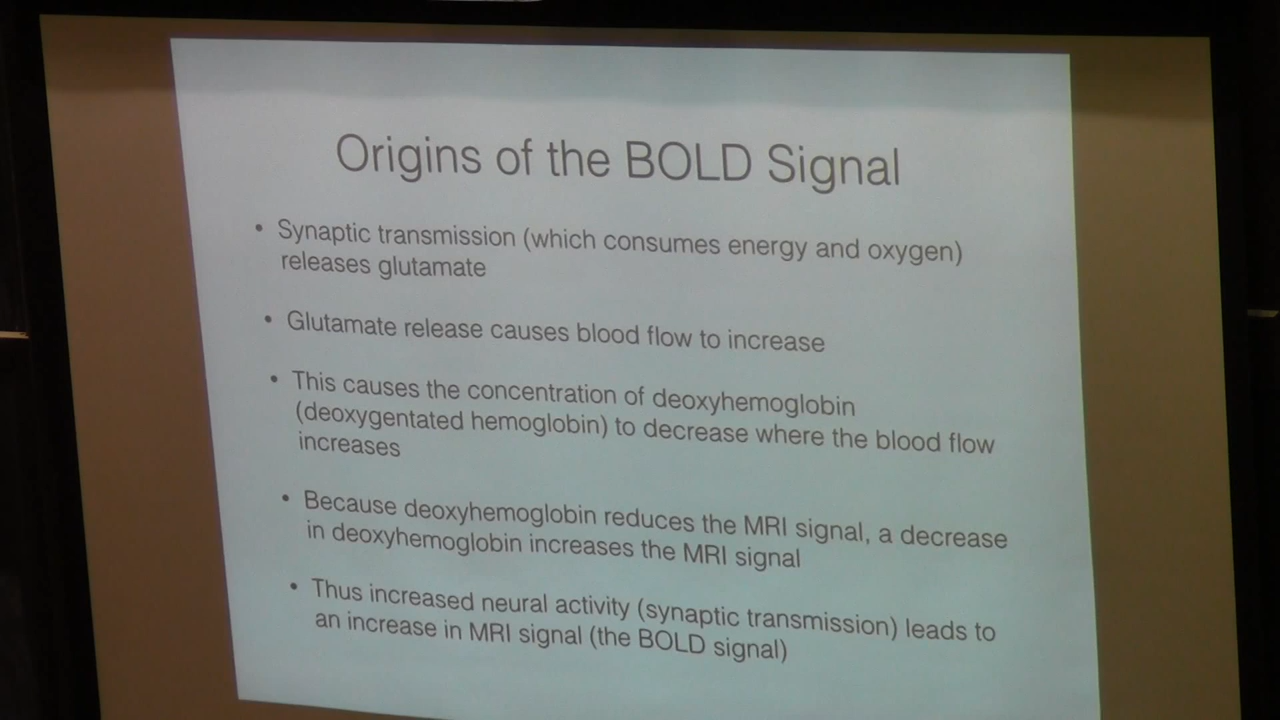 Origins of the BOLD Signal
• Synaptic transmission (which consumes energy and oxygen)
releases glutamate
• Glutamate release causes blood flow to increase
• This causes the concentration of deoxyhemoglobin
(deoxygentated hemoglobin) to decrease where the blood flow
increases
• Because deoxyhemoglobin reduces the MRI signal, a decrease
in deoxyhemoglobin increases the MRI signal
• Thus increased neural activity (synaptic transmission) leads to
an increase in MRI signal (the BOLD signal)